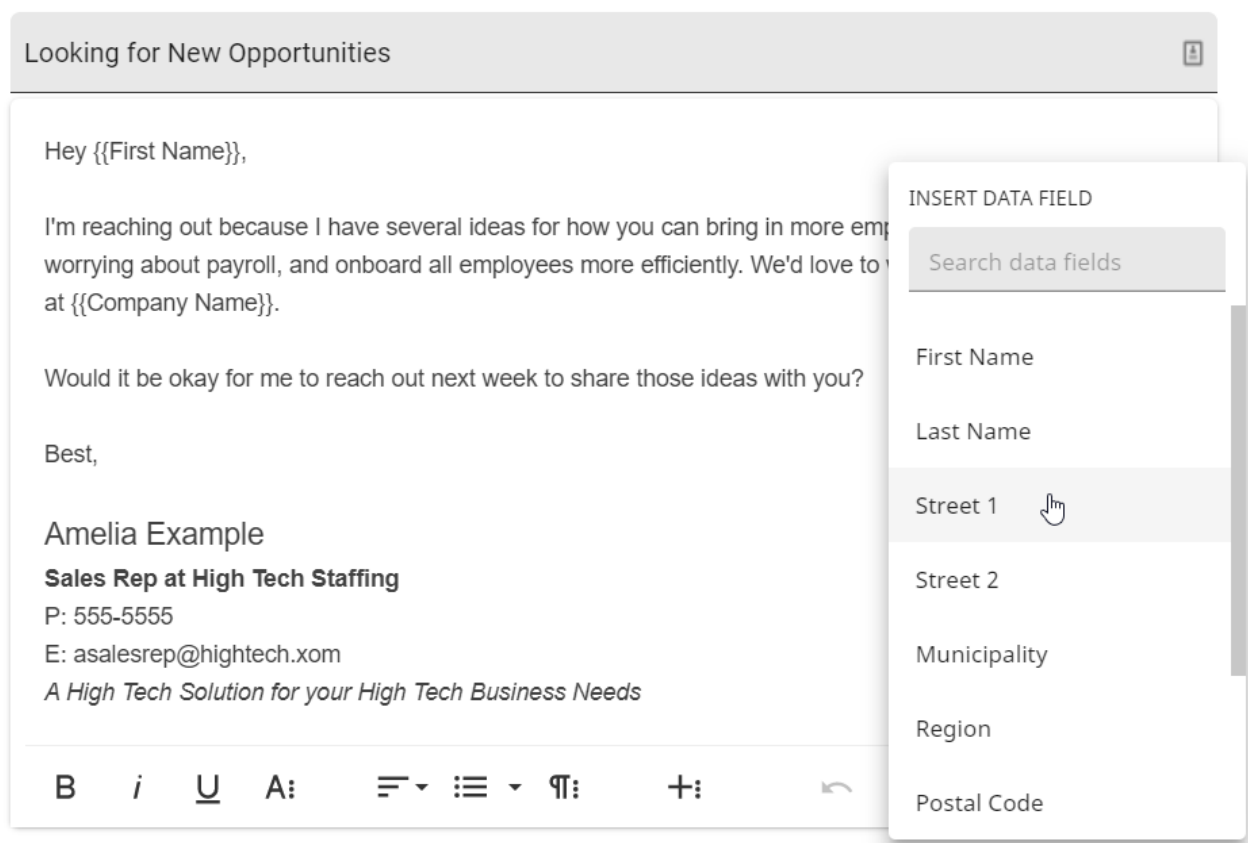 Looking for New Opportunities
Hey {{First Name}},
I'm reaching out because I have several ideas for how you can bring in more
worrying about payroll, and onboard all employees more efficiently. We'd love to
at {{Company Name}}.
Would it be okay for me to reach out next week to share those ideas with you?
Best,
Amelia Example
Sales Rep at High Tech Staffing
P: 555-5555
E: asalesrep@hightech.xom
A High Tech Solution for your High Tech Business Needs
B i U A
INSERT DATA FIELD
Search data fields
First Name
Last Name
Street 1
Street 2
Municipality
Region
Postal Code